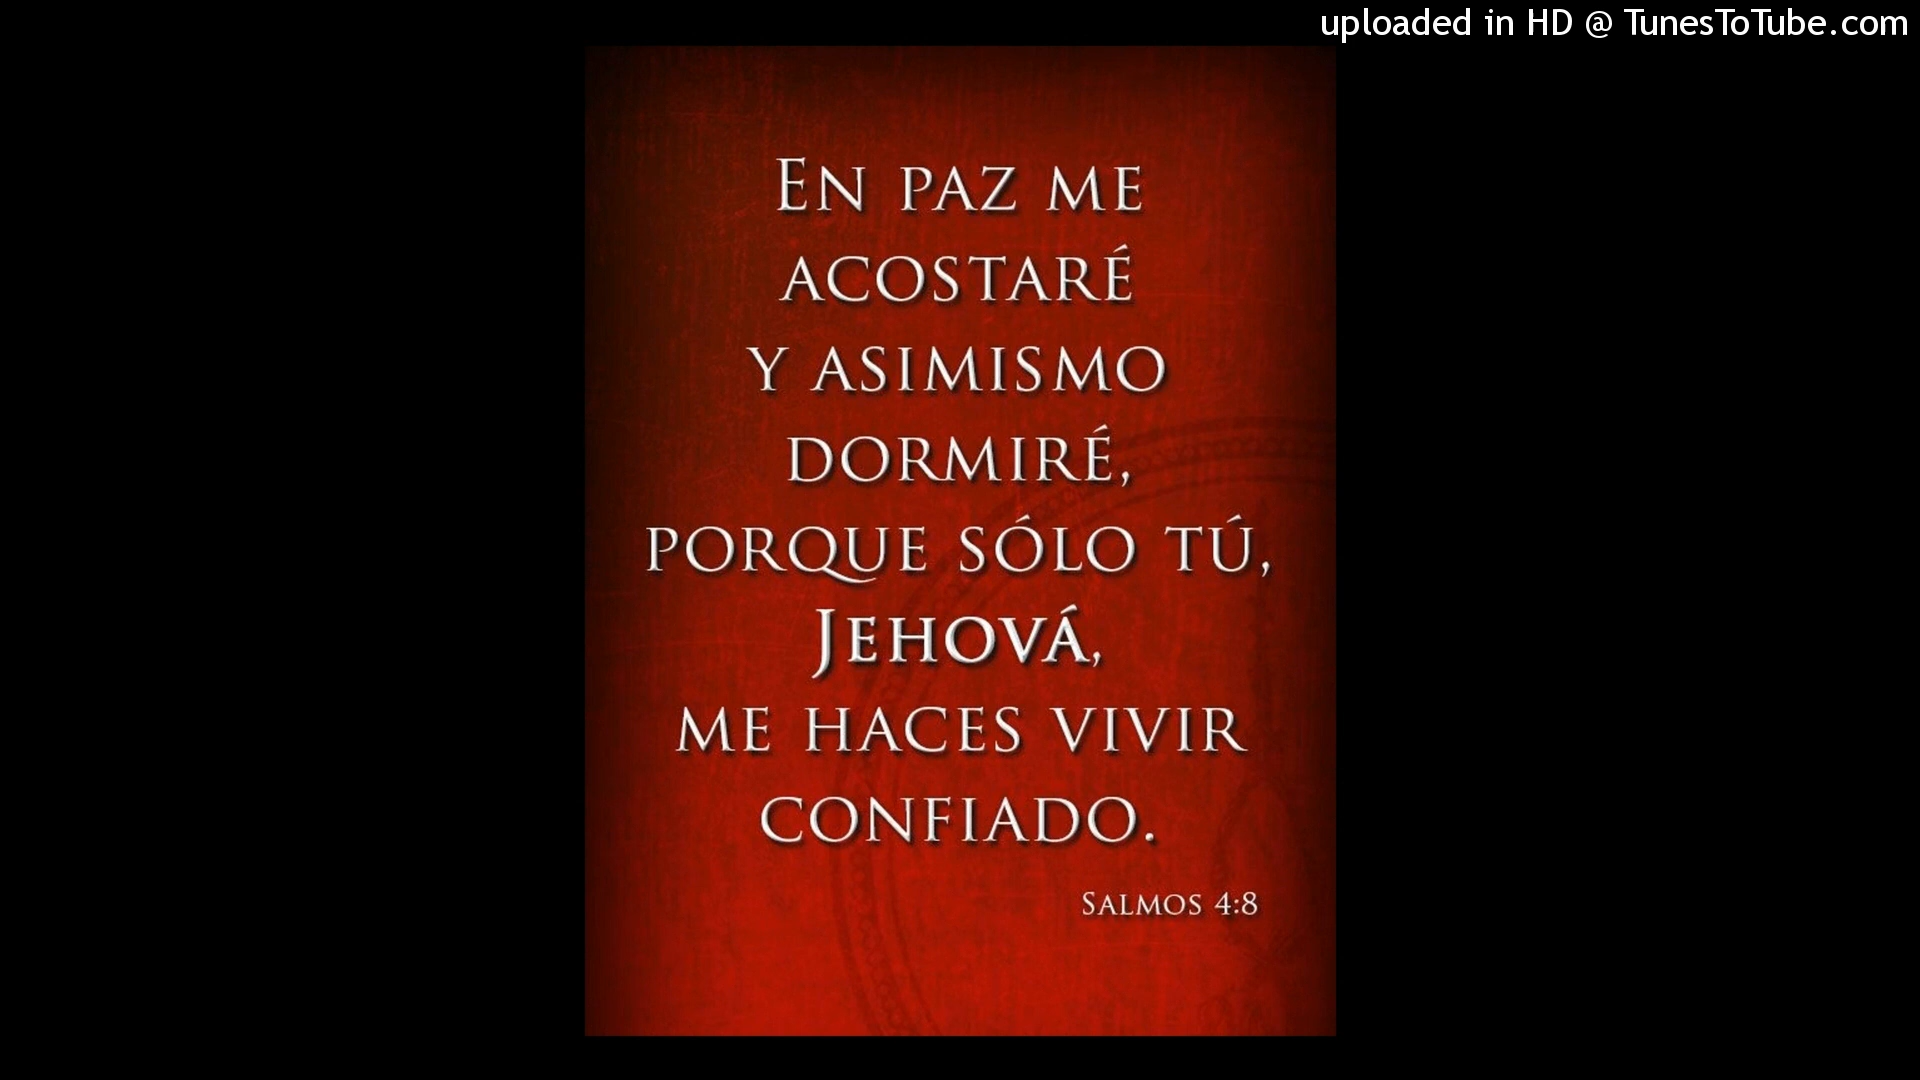 uploaded in HD @ TunesToTube.com
En paz me
acostaré
y asimismo
dormiré,
porque sólo tú,
Jehová,
me haces vivir
confiado.
Salmos 4:8